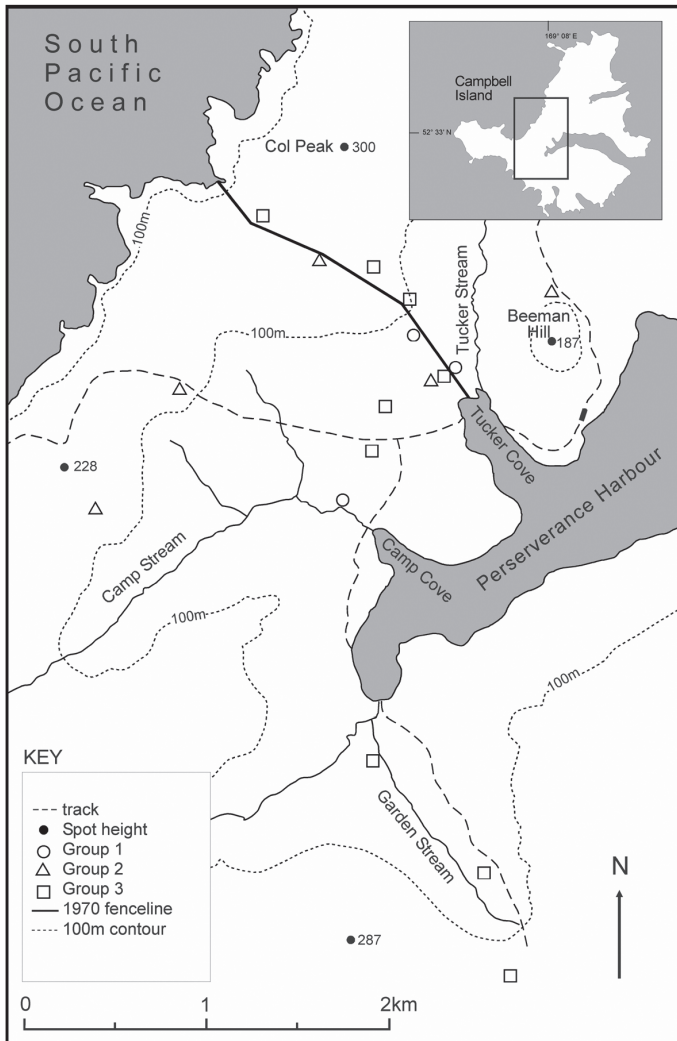 South
Pacific
Ocean
169° 08' E
Campbell
Island
52° 33' N
Col Peak
300
100m
Tucker Stream
Beeman
Hill
187
100m
Tucker Cove
228
Perserverance Harbour
Camp Stream
Camp Cove
100m
100m
KEY
track
Spot height
Group 1
Group 2
Group 3
1970 fenceline
100m contour
Garden Stream
N
287
0
1
2km